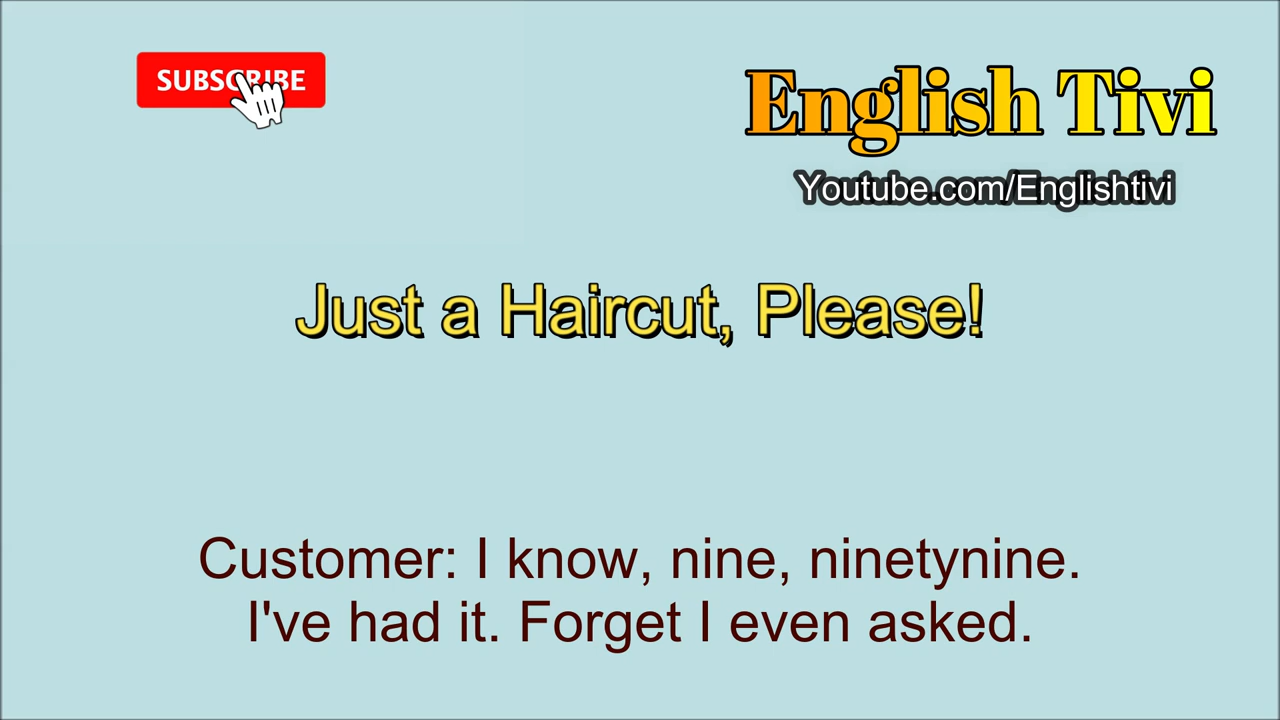 SUBSCRIBE
English Tivi
Youtube.com/Englishtivi
Just a Haircut, Please!
Customer: I know, nine, ninetynine.
I've had it. Forget I even asked.